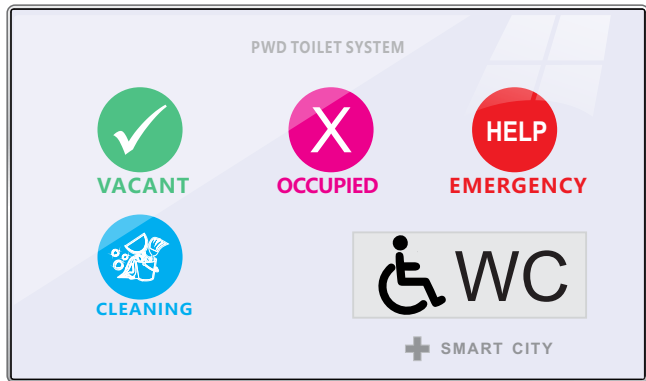 PWD TOILET SYSTEM
X
HELP
VACANT
OCCUPIED
EMERGENCY
CLEANING
WC
SMART CITY